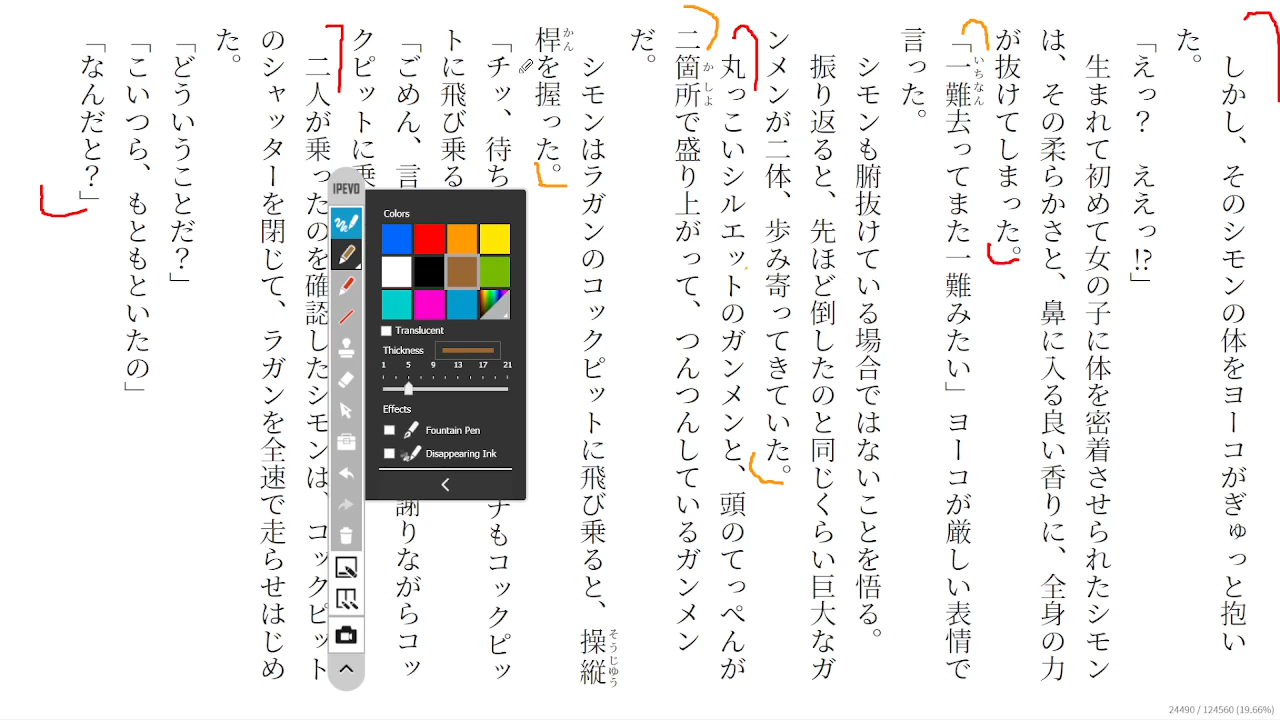 しかし、そのシモンの体をヨーコがぎゅっと抱い
た。
「えっ？　ええっ!?」
生まれて初めて女の子に体を密着させられたシモン
は、その柔らかさと、鼻に入る良い香りに、全身の力
が抜けてしまった。
いちなん
「一難去ってまた一難みたい」ヨーコが厳しい表情で
言った。
シモンも腑抜けている場合ではないことを悟る。
振り返ると、先ほど倒したのと同じくらい巨大なガ
ンメンが二体、歩み寄ってきていた。
丸っこいシルエットのガンメンと、頭のてっぺんが
かしよ
二箇所で盛り上がって、つんつんしているガンメン
だ。
そうじゆう
シモンはラガンのコックピットに飛び乗ると、操縦
かん
桿を握った。
「チッ、待ち
ナもコックピッ
トに飛び乗る
「ごめん、言
謝りながらコッ
クピットに乗
二人が乗ったのを確認したシモンは、コックピット
のシャッターを閉じて、ラガンを全速で走らせはじめ
た。
「どういうことだ？」
「こいつら、もともといたの」
「なんだと？」
IPEVO
Colors
Translucent
Thickness
1 5 9 13 17 21
Effects
Fountain Pen
Disappearing Ink
24490 / 124560 (19.66%)